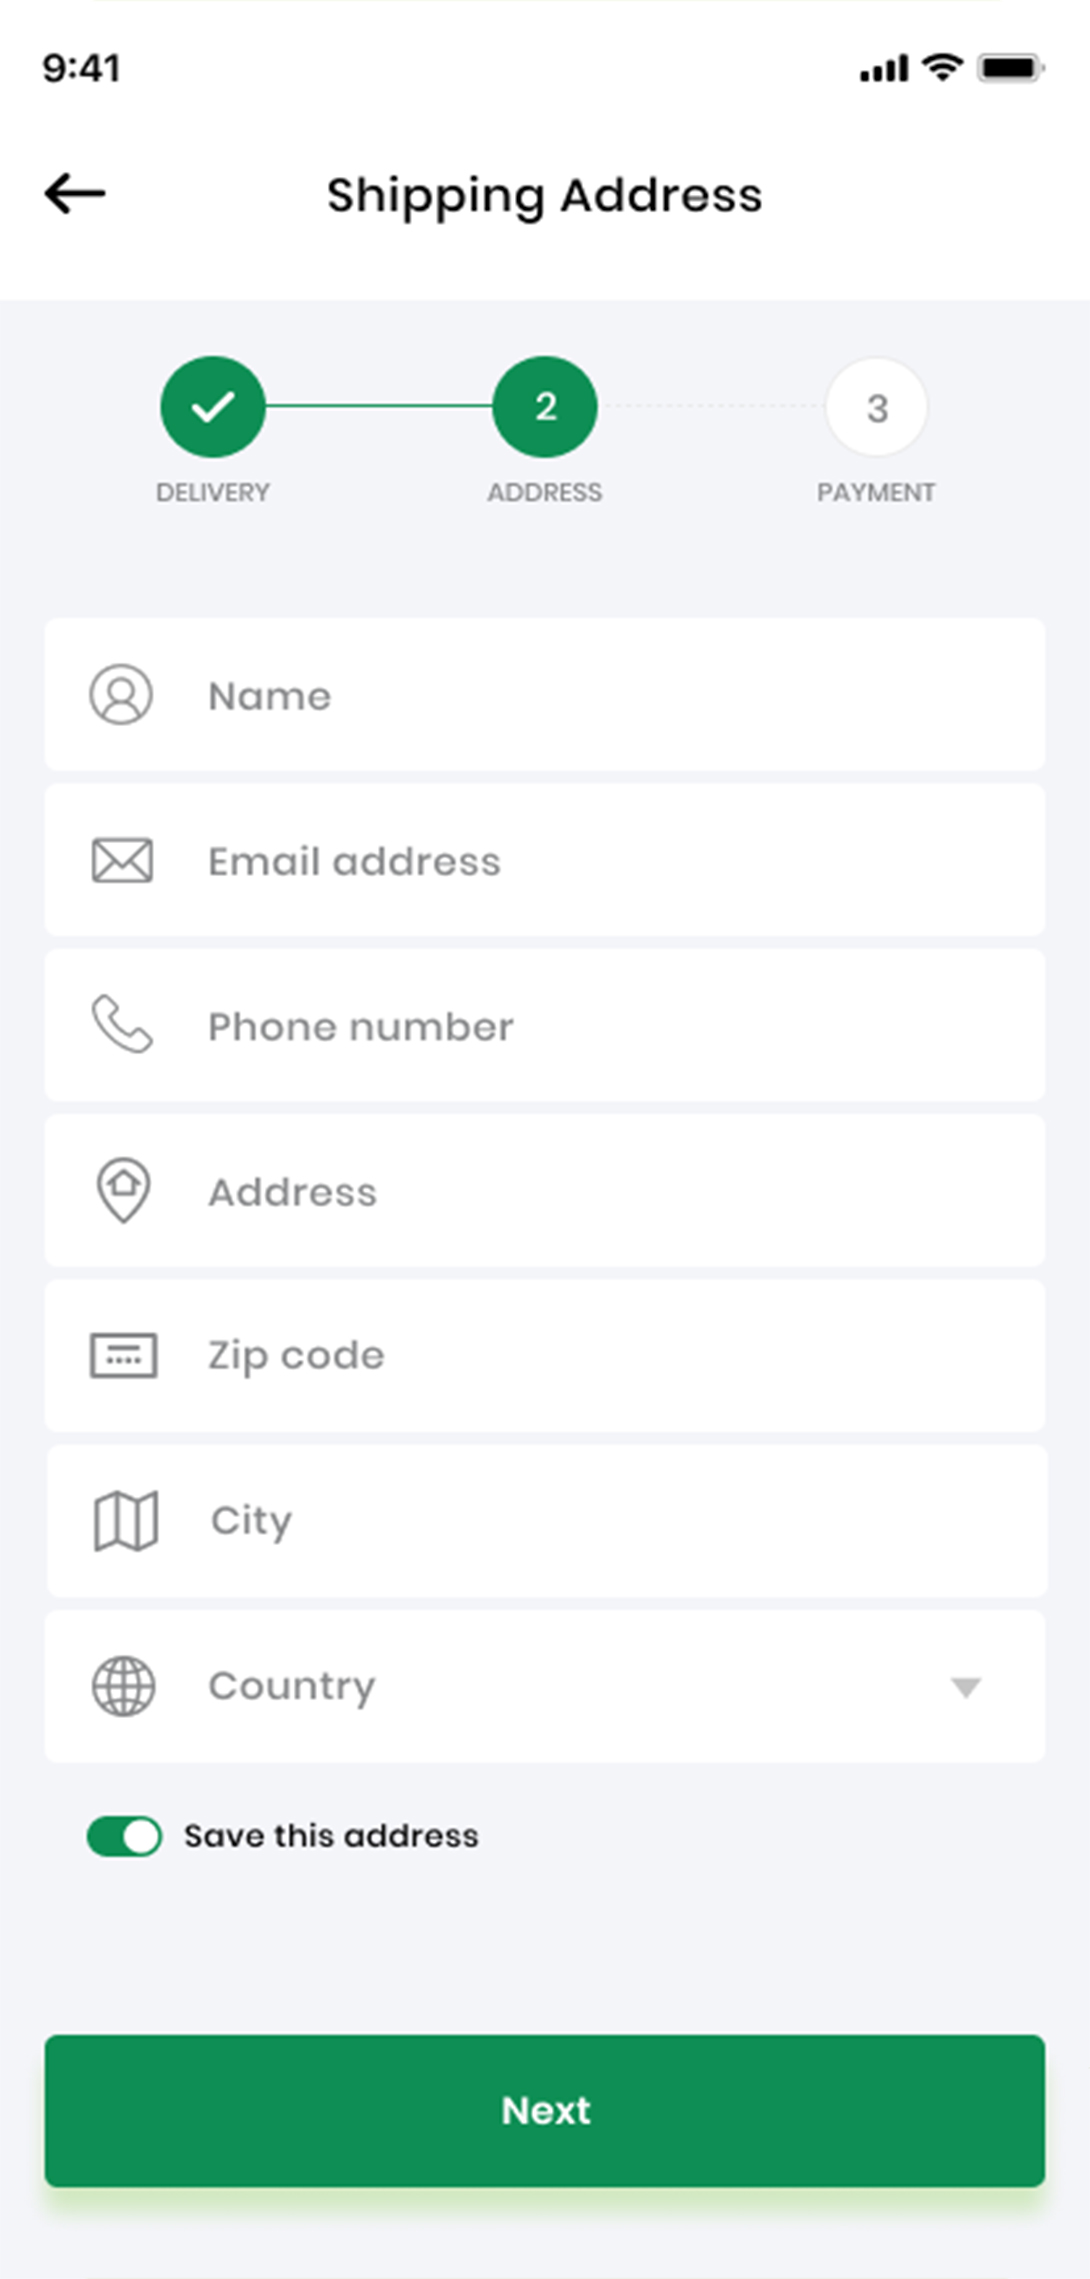 9:41
Shipping Address
2
3
DELIVERY
ADDRESS
PAYMENT
Name
Email address
Phone number
Address
Zip code
City
Country
Save this address
Next